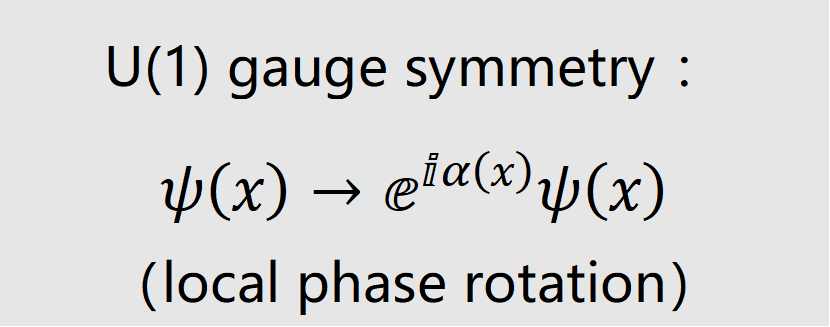 U(1) gauge symmetry：
𝜓(𝑥) → ⅇ^{ⅈ𝛼(𝑥)}𝜓(𝑥)
(local phase rotation)